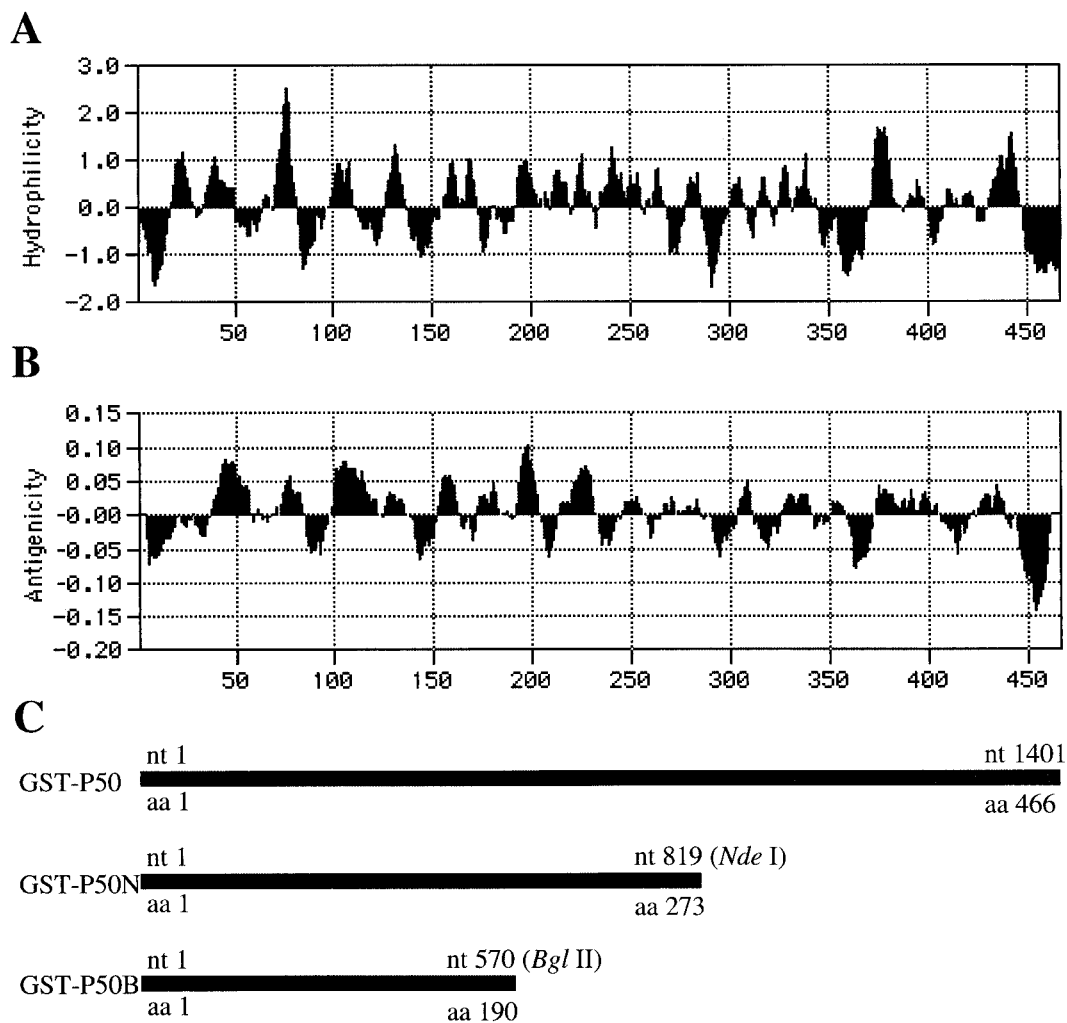 A
Hydrophilicity
3.0
2.0
1.0
0.0
-1.0
-2.0
50 100 150 200 250 300 350 400 450
B
Antigenicity
0.15
0.10
0.05
-0.00
-0.05
-0.10
-0.15
-0.20
50 100 150 200 250 300 350 400 450
C
nt 1 nt 1401
GST-P50
aa 1 aa 466
nt 1 nt 819 (Nde I)
GST-P50N
aa 1 aa 273
nt 1 nt 570 (Bgl II)
GST-P50B
aa 1 aa 190